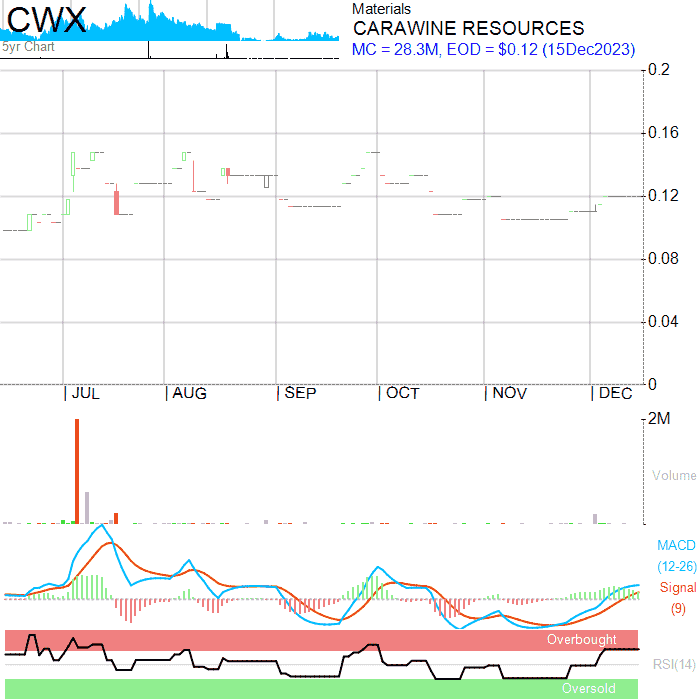 CWX
5yr Chart
Materials
CARAWINE RESOURCES
MC = 28.3M, EOD = $0.12 (15Dec2023)
0.2
0.16
0.12
0.08
0.04
0
JUL AUG SEP OCT NOV DEC
2M
Volume
MACD
(12-26)
Signal
(9)
Overbought
RSI(14)
Oversold